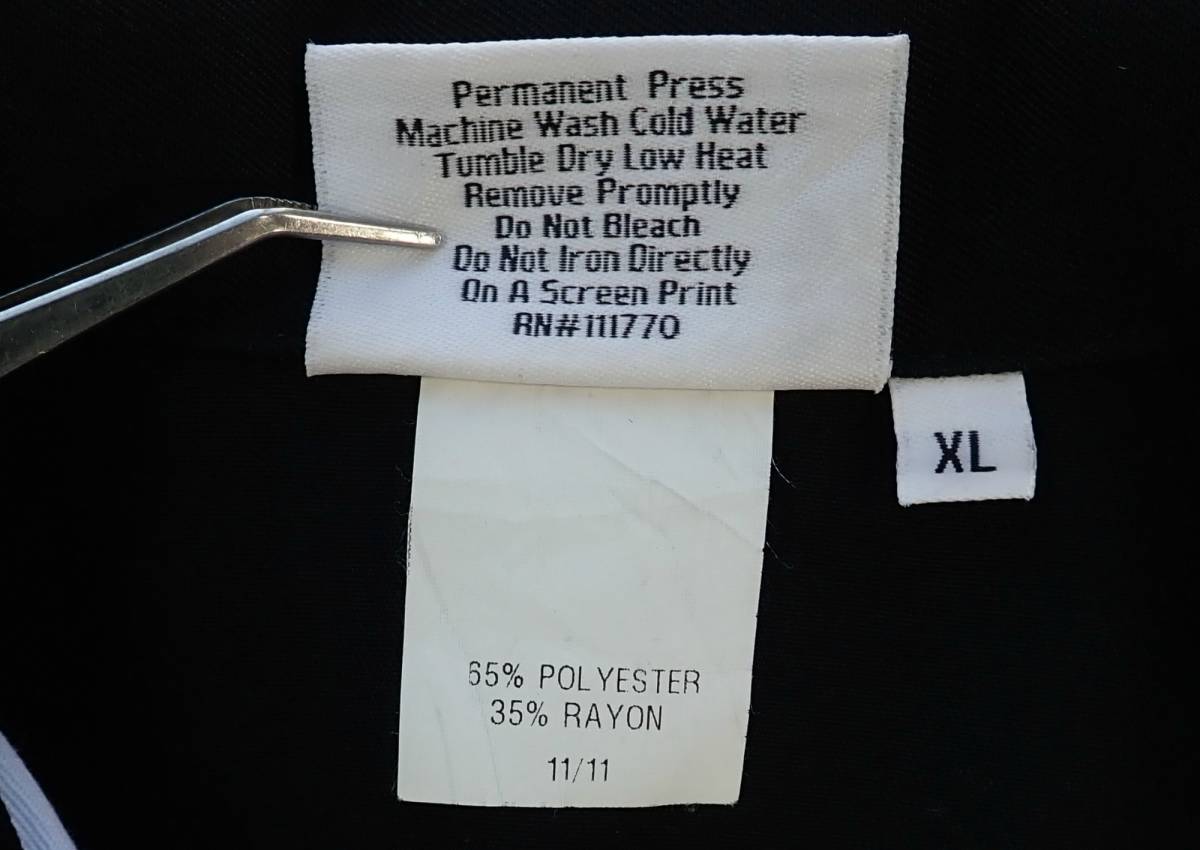 Permanent Press
Machine Wash Cold Water
Tumble Dry Low Heat
Remove Promptly
Do Not Bleach
Do Not Iron Directly
On A Screen Print
RN#111770
XL
65% POLYESTER
35% RAYON
11/11